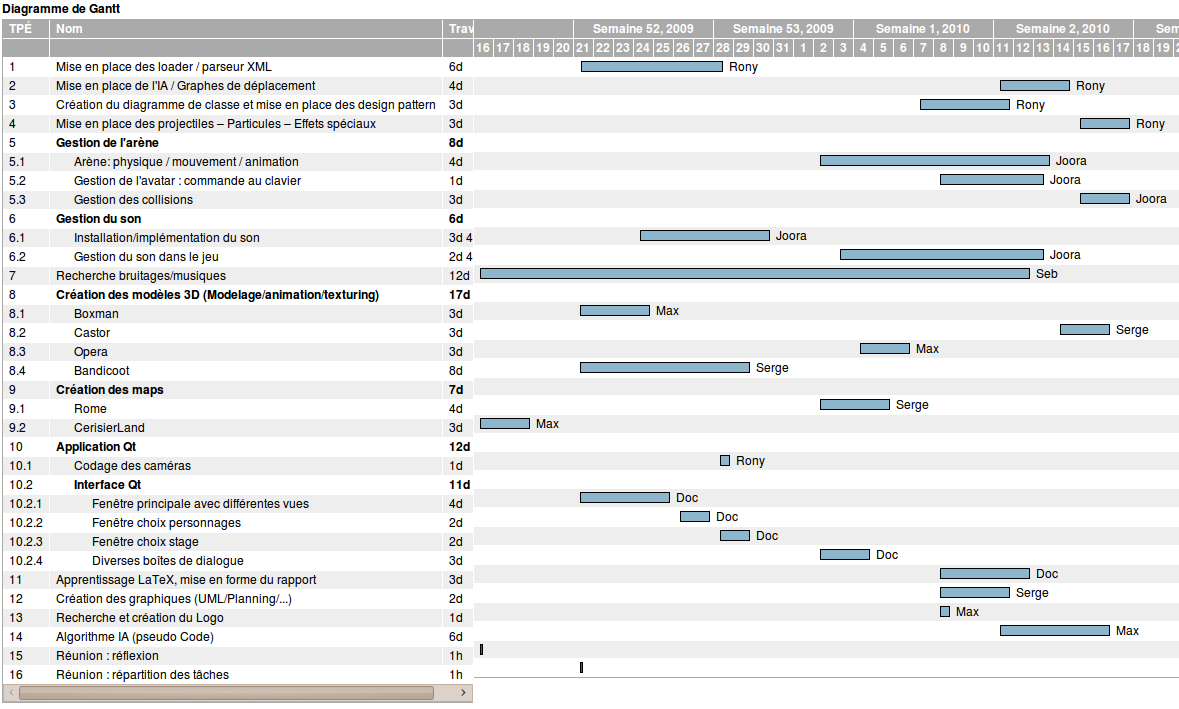 Diagramme de Gantt
TPÉ Nom Trav Semaine 52, 2009 Semaine 53, 2009 Semaine 1, 2010 Semaine 2, 2010 Sem
16 17 18 19 20 21 22 23 24 25 26 27 28 29 30 31 1 2 3 4 5 6 7 8 9 10 11 12 13 14 15 16 17 18 19 2
1 Mise en place des loader / parseur XML 6d Rony
2 Mise en place de l'IA / Graphes de déplacement 4d Rony
3 Création du diagramme de classe et mise en place des design pattern 3d Rony
4 Mise en place des projectiles – Particules – Effets spéciaux 3d Rony
5 Gestion de l'arène 8d
5.1 Arène: physique / mouvement / animation 4d Joora
5.2 Gestion de l'avatar : commande au clavier 1d Joora
5.3 Gestion des collisions 3d Joora
6 Gestion du son 6d
6.1 Installation/implémentation du son 3d 4 Joora
6.2 Gestion du son dans le jeu 2d 4 Joora
7 Recherche bruitages/musiques 12d Seb
8 Création des modèles 3D (Modelage/animation/texturing) 17d
8.1 Boxman 3d Max
8.2 Castor 3d Serge
8.3 Opera 3d Max
8.4 Bandicoot 8d Serge
9 Création des maps 7d
9.1 Rome 4d Serge
9.2 CerisierLand 3d Max
10 Application Qt 12d
10.1 Codage des caméras 1d Rony
10.2 Interface Qt 11d
10.2.1 Fenêtre principale avec différentes vues 4d Doc
10.2.2 Fenêtre choix personnages 2d Doc
10.2.3 Fenêtre choix stage 2d Doc
10.2.4 Diverses boîtes de dialogue 3d Doc
11 Apprentissage LaTeX, mise en forme du rapport 3d Doc
12 Création des graphiques (UML/Planning/...) 2d Serge
13 Recherche et création du Logo 1d Max
14 Algorithme IA (pseudo Code) 6d Max
15 Réunion : réflexion 1h
16 Réunion : répartition des tâches 1h